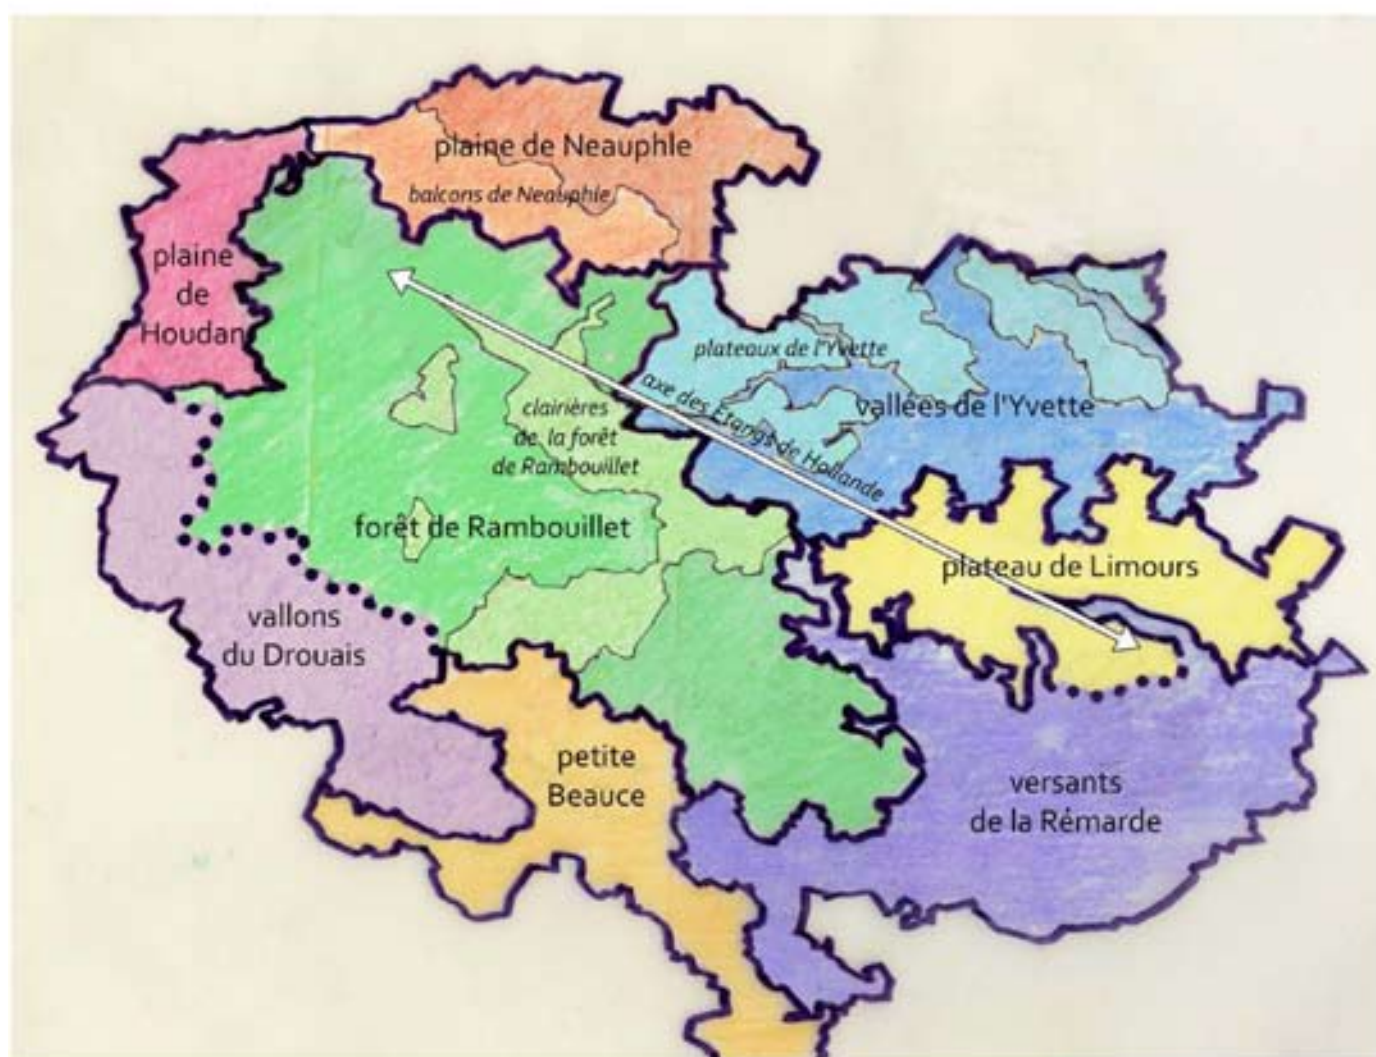 plaine de Neauphle
balcons de Neauphle
plaine
de
Houdan
plateaux de l'Yvette
axe des Etangs de Hollande
vallées de l'Yvette
clairières
de la forêt
de Rambouillet
forêt de Rambouillet
plateau de Limours
vallons
du Drouais
petite
Beauce
versants
de la Rémarde